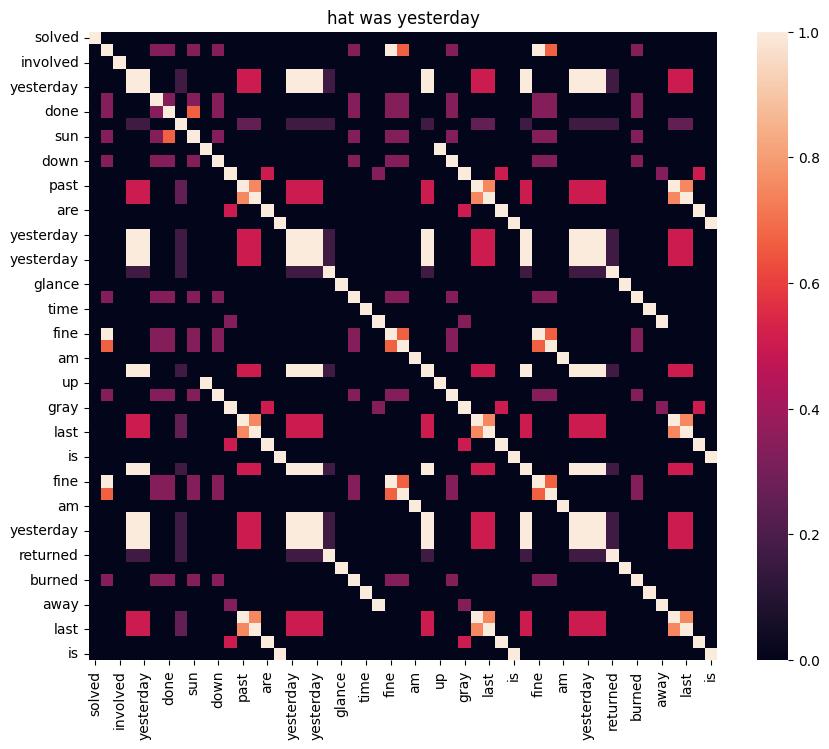 hat was yesterday
solved
involved
yesterday
done
sun
down
past
are
yesterday
yesterday
glance
time
fine
am
up
gray
last
is
fine
am
yesterday
returned
burned
away
last
is
solved
involved
yesterday
done
sun
down
past
are
yesterday
yesterday
glance
time
fine
am
up
gray
last
is
fine
am
yesterday
returned
burned
away
last
is
1.0
0.8
0.6
0.4
0.2
0.0